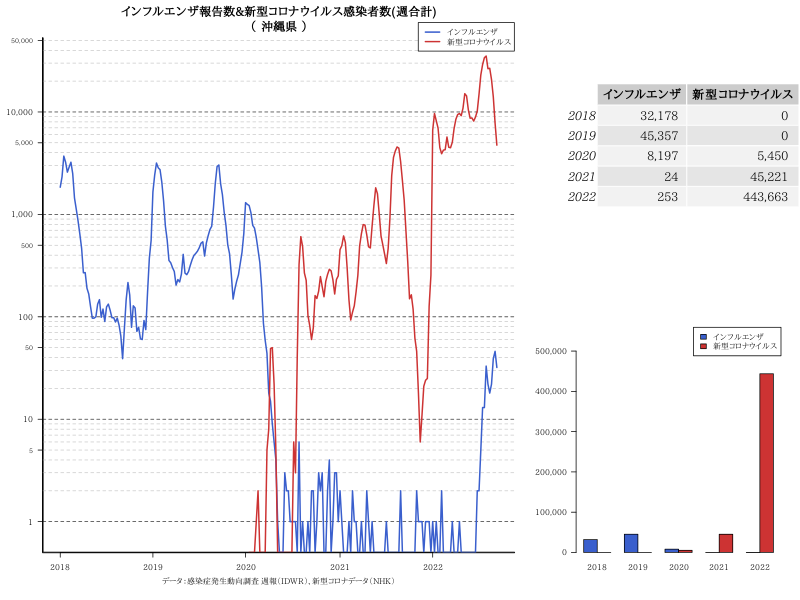 インフルエンザ報告数&新型コロナウイルス感染者数(週合計)
( 沖縄県 )
インフルエンザ
新型コロナウイルス
50,000
10,000
5,000
1,000
500
100
50
10
5
1
2018 2019 2020 2021 2022
データ:感染症発生動向調査 週報(IDWR)、新型コロナデータ(NHK)
インフルエンザ 新型コロナウイルス
2018 32,178 0
2019 45,357 0
2020 8,197 5,450
2021 24 45,221
2022 253 443,663
インフルエンザ
新型コロナウイルス
500,000
400,000
300,000
200,000
100,000
0
2018 2019 2020 2021 2022